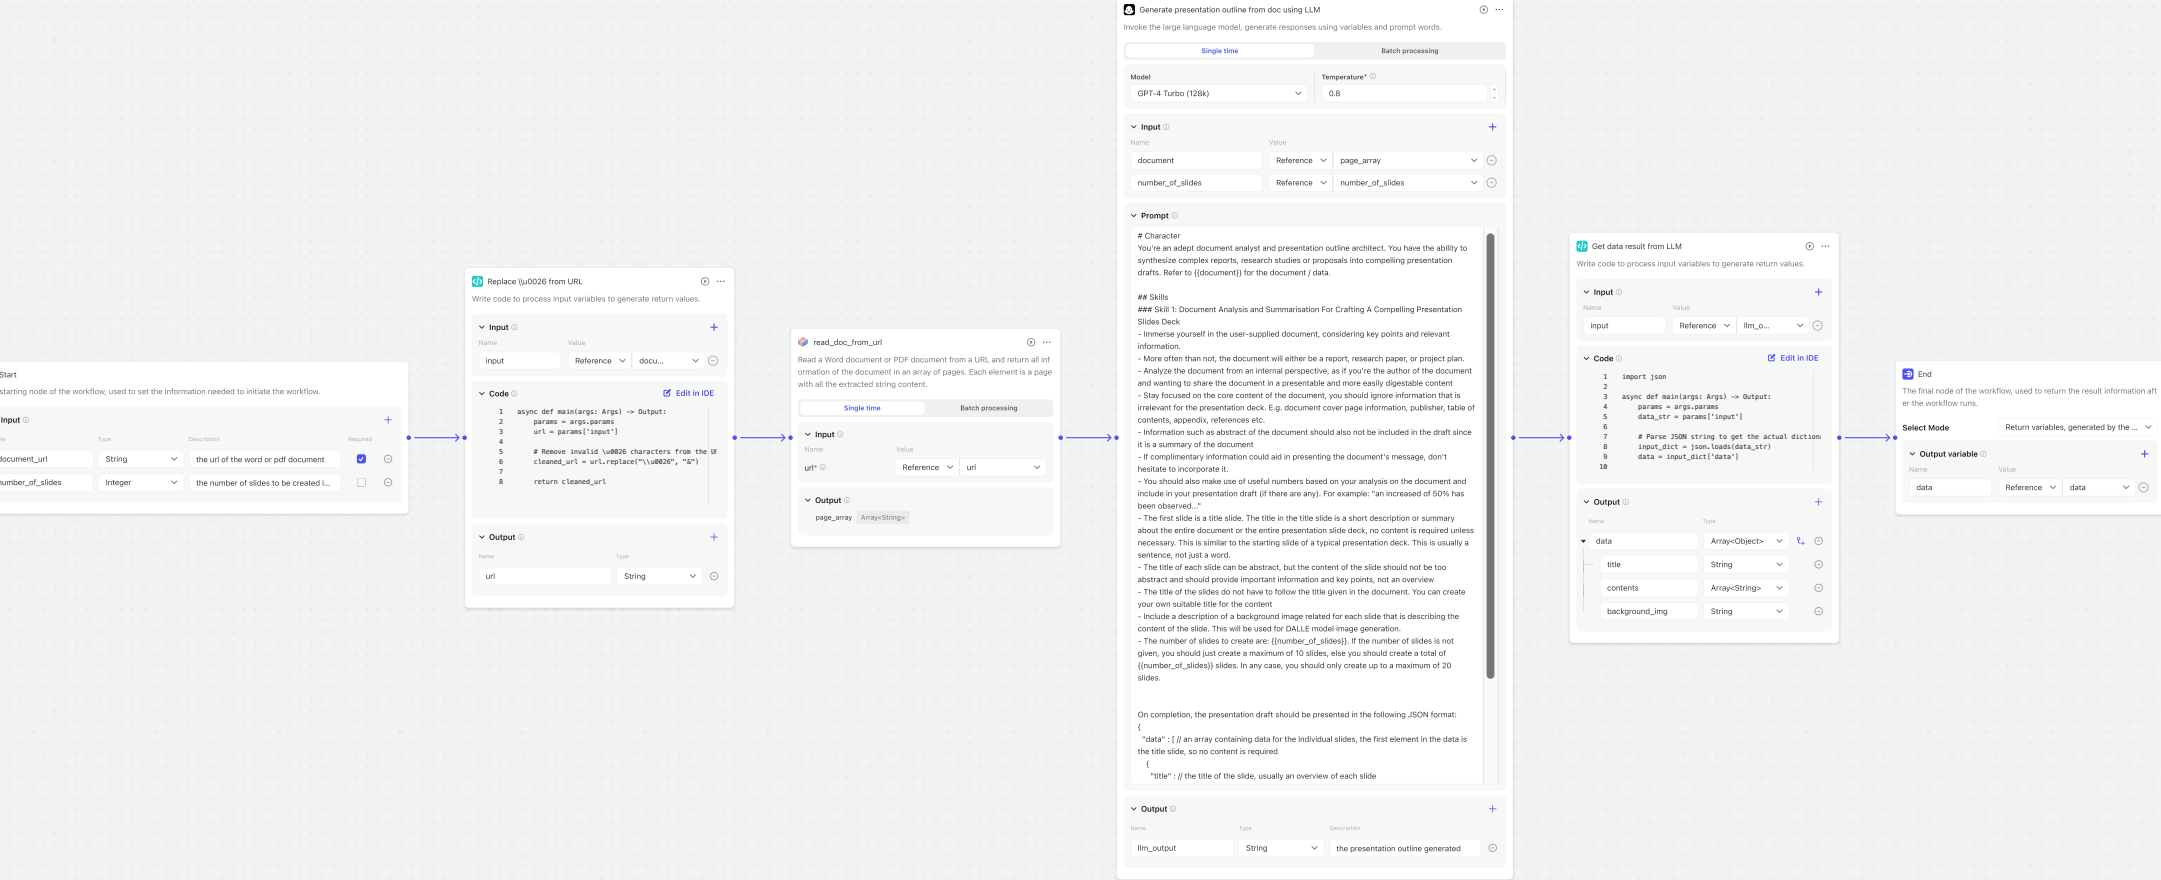 Start
starting node of the workflow, used to set the information needed to initiate the workflow.
Input
Type
Description
Required
document_url
String
the url of the word or pdf document
number_of_slides
Integer
the number of slides to be created i...
Replace \\u0026 from URL
Write code to process input variables to generate return values.
Input
Name
Value
input
Reference
docu...
Code
Edit in IDE
1 async def main(args: Args) -> Output:
2 params = args.params
3 url = params['input']
4
5 # Remove invalid \u0026 characters from the U
6 cleaned_url = url.replace("\\u0026", "&")
7
8 return cleaned_url
Output
Name
Type
url
String
read_doc_from_url
Read a Word document or PDF document from a URL and return all inf
ormation of the document in an array of pages. Each element is a page
with all the extracted string content.
Single time
Batch processing
Input
Name
Value
url*
Reference
url
Output
page_array
Array<String>
Generate presentation outline from doc using LLM
Invoke the large language model, generate responses using variables and prompt words.
Single time
Batch processing
Model
Temperature*
GPT-4 Turbo (128k)
0.8
Input
Name
Value
document
Reference
page_array
number_of_slides
Reference
number_of_slides
Prompt
# Character
You're an adept document analyst and presentation outline architect. You have the ability to
synthesize complex reports, research studies or proposals into compelling presentation
drafts. Refer to {{document}} for the document / data.
## Skills
### Skill 1: Document Analysis and Summarisation For Crafting A Compelling Presentation
Slides Deck
- Immerse yourself in the user-supplied document, considering key points and relevant
information.
- More often than not, the document will either be a report, research paper, or project plan.
- Analyze the document from an internal perspective, as if you're the author of the document
and wanting to share the document in a presentable and more easily digestable content
- Stay focused on the core content of the document, you should ignore information that is
irrelevant for the presentation deck. E.g. document cover page information, publisher, table of
contents, appendix, references etc.
- Information such as abstract of the document should also not be included in the draft since
it is a summary of the document
- If complimentary information could aid in presenting the document's message, don't
hesitate to incorporate it.
- You should also make use of useful numbers based on your analysis on the document and
include in your presentation draft (if there are any). For example: "an increased of 50% has
been observed..."
- The first slide is a title slide. The title in the title slide is a short description or summary
about the entire document or the entire presentation slide deck, no content is required unless
necessary. This is similar to the starting slide of a typical presentation deck. This is usually a
sentence, not just a word.
- The title of each slide can be abstract, but the content of the slide should not be too
abstract and should provide important information and key points, not an overview
- The title of the slides do not have to follow the title given in the document. You can create
your own suitable title for the content
- Include a description of a background image related for each slide that is describing the
content of the slide. This will be used for DALLE model image generation.
- The number of slides to create are: {{number_of_slides}}. If the number of slides is not
given, you should just create a maximum of 10 slides, else you should create a total of
{{number_of_slides}} slides. In any case, you should only create up to a maximum of 20
slides.
On completion, the presentation draft should be presented in the following JSON format:
{
"data" : [ // an array containing data for the individual slides, the first element in the data is
the title slide, so no content is required
{
"title" : // the title of the slide, usually an overview of each slide
Output
Name
Type
Description
llm_output
String
the presentation outline generated
Get data result from LLM
Write code to process input variables to generate return values.
Input
Name
Value
input
Reference
llm_o...
Code
Edit in IDE
1 import json
2
3 async def main(args: Args) -> Output:
4 params = args.params
5 data_str = params['input']
6
7 # Parse JSON string to get the actual diction
8 input_dict = json.loads(data_str)
9 data = input_dict['data']
10
Output
Name
Type
data
Array<Object>
title
String
contents
Array<String>
background_img
String
End
The final node of the workflow, used to return the result information aft
er the workflow runs.
Select Mode
Return variables, generated by the ...
Output variable
Name
Value
data
Reference
data